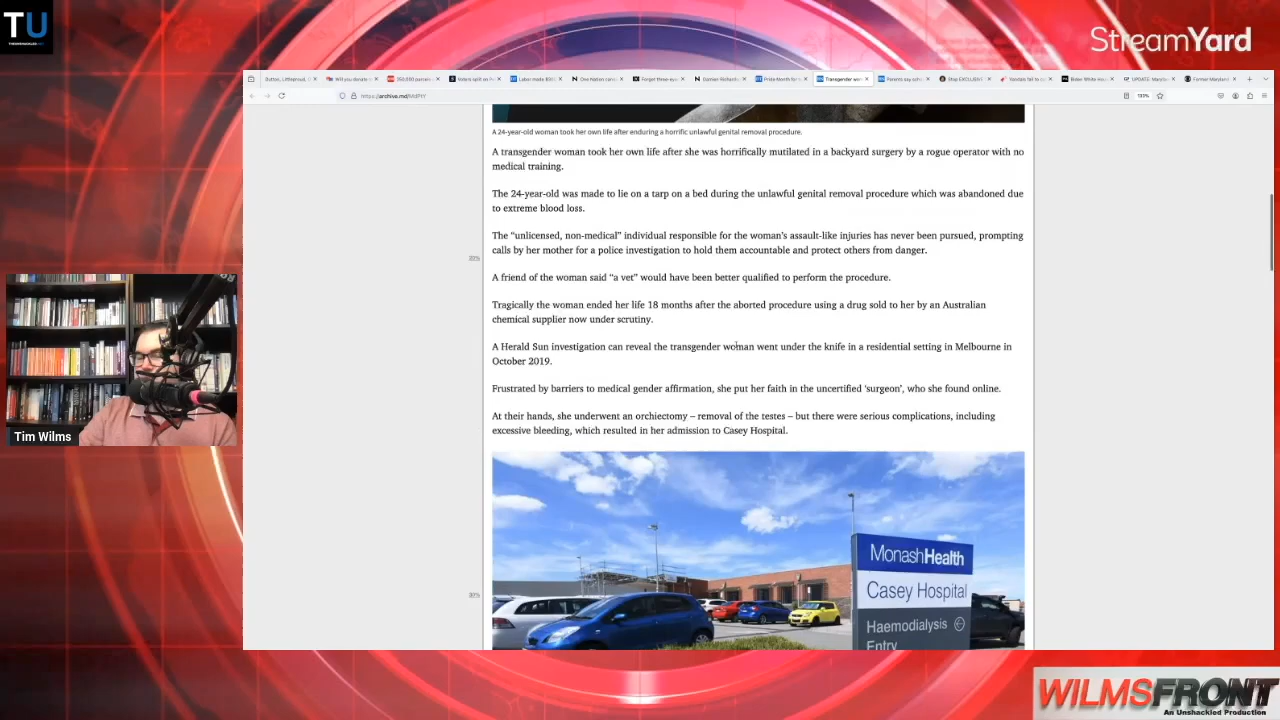 TU
StreamYard
Transgender wo
https://archive.md/
120%
A 24-year-old woman took her own life after enduring a horrific unlawful genital removal procedure.
A transgender woman took her own life after she was horrifically mutilated in a backyard surgery by a rogue operator with no
medical training.
The 24-year-old was made to lie on a tarp on a bed during the unlawful genital removal procedure which was abandoned due
to extreme blood loss.
The “unlicensed, non-medical” individual responsible for the woman’s assault-like injuries has never been pursued, prompting
calls by her mother for a police investigation to hold them accountable and protect others from danger.
A friend of the woman said “a vet” would have been better qualified to perform the procedure.
Tragically the woman ended her life 18 months after the aborted procedure using a drug sold to her by an Australian
chemical supplier now under scrutiny.
A Herald Sun investigation can reveal the transgender woman went under the knife in a residential setting in Melbourne in
October 2019.
Frustrated by barriers to medical gender affirmation, she put her faith in the uncertified ‘surgeon’, who she found online.
At their hands, she underwent an orchiectomy – removal of the testes – but there were serious complications, including
excessive bleeding, which resulted in her admission to Casey Hospital.
MonashHealth
Casey Hospital
Haemodialysis
Entry
Tim Wilms
WILMSFRONT
An Unshackled Production